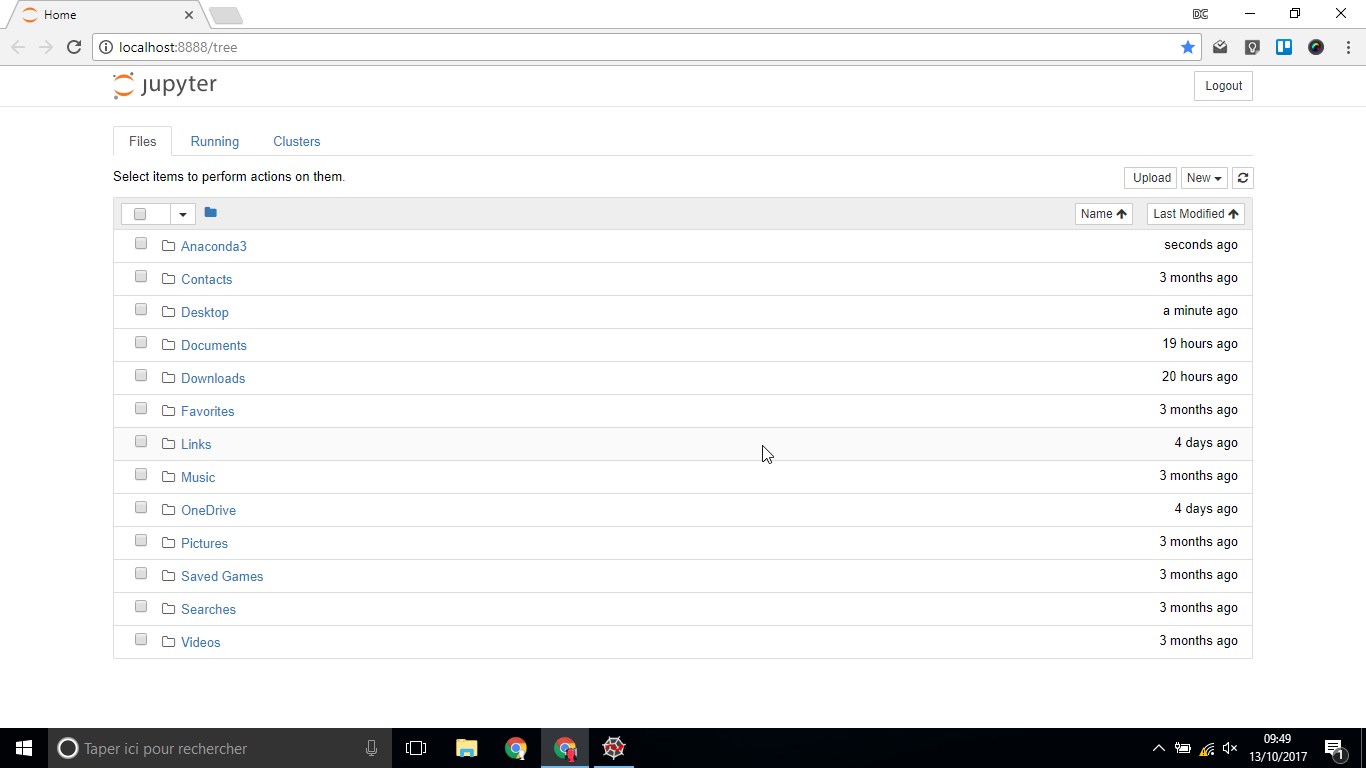 Home
DC
localhost:8888/tree
jupyter
Logout
Files Running Clusters
Select items to perform actions on them.
Upload New
Name Last Modified
Anaconda3 seconds ago
Contacts 3 months ago
Desktop a minute ago
Documents 19 hours ago
Downloads 20 hours ago
Favorites 3 months ago
Links 4 days ago
Music 3 months ago
OneDrive 4 days ago
Pictures 3 months ago
Saved Games 3 months ago
Searches 3 months ago
Videos 3 months ago
Taper ici pour rechercher
09:49
13/10/2017
1